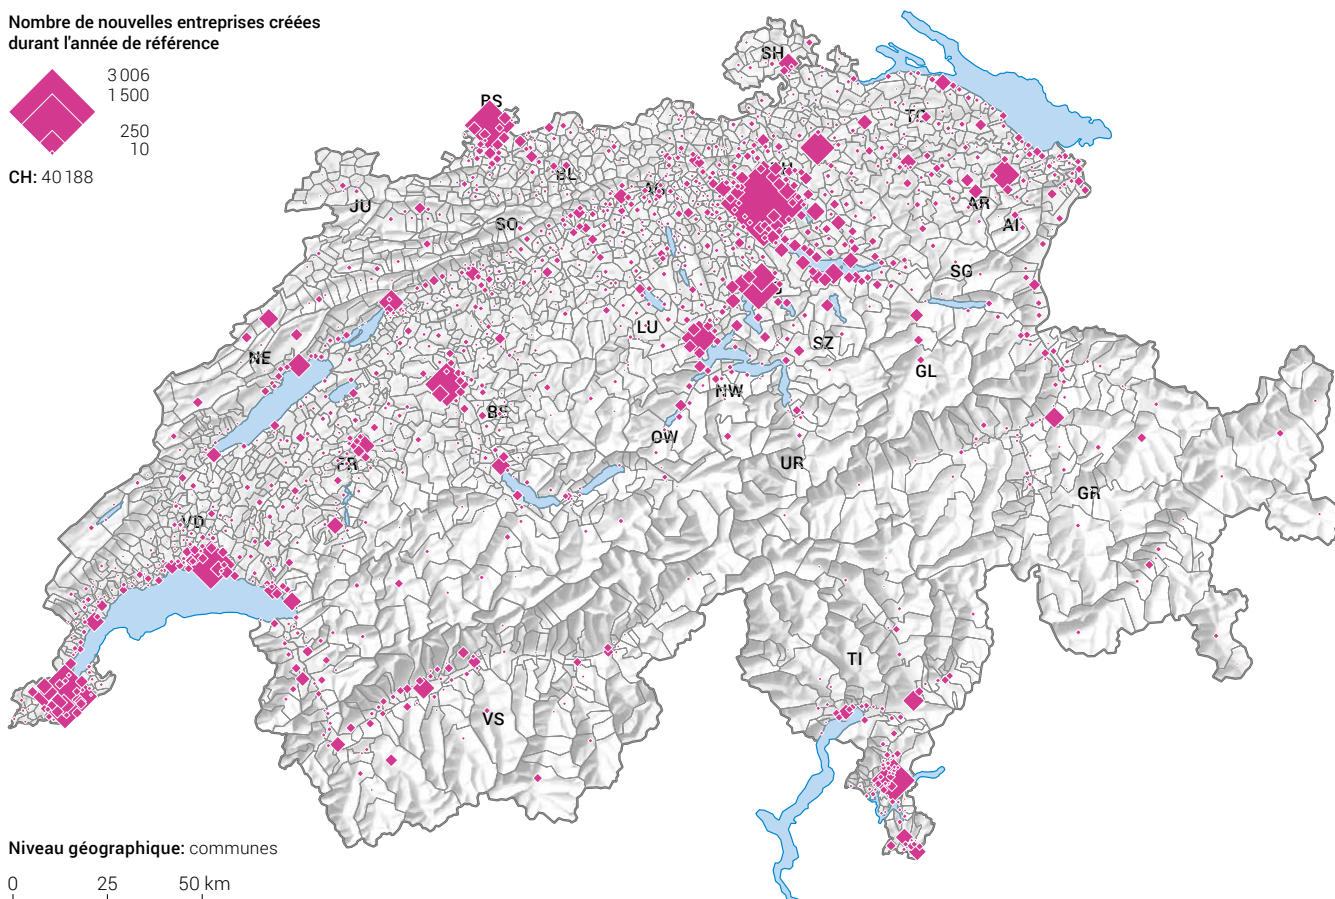 Nombre de nouvelles entreprises créées
durant l'année de référence
3 006
1 500
250
10
CH: 40 188
SH
BS
TG
BL
AG
JU
SO
AR
AI
SG
LU
SZ
NE
GL
NW
BE
OW
FR
UR
GR
VD
TI
VS
Niveau géographique: communes
0 25 50 km